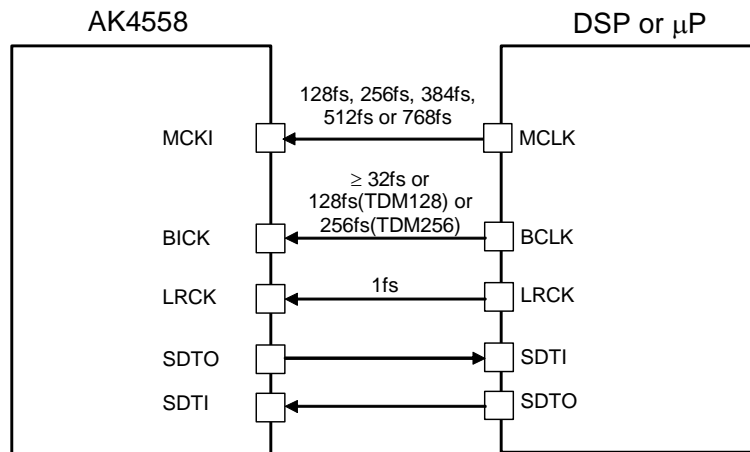 AK4558
DSP or μP
128fs, 256fs, 384fs,
512fs or 768fs
MCKI
MCLK
≥ 32fs or
128fs(TDM128) or
256fs(TDM256)
BICK
BCLK
1fs
LRCK
LRCK
SDTO
SDTI
SDTI
SDTO